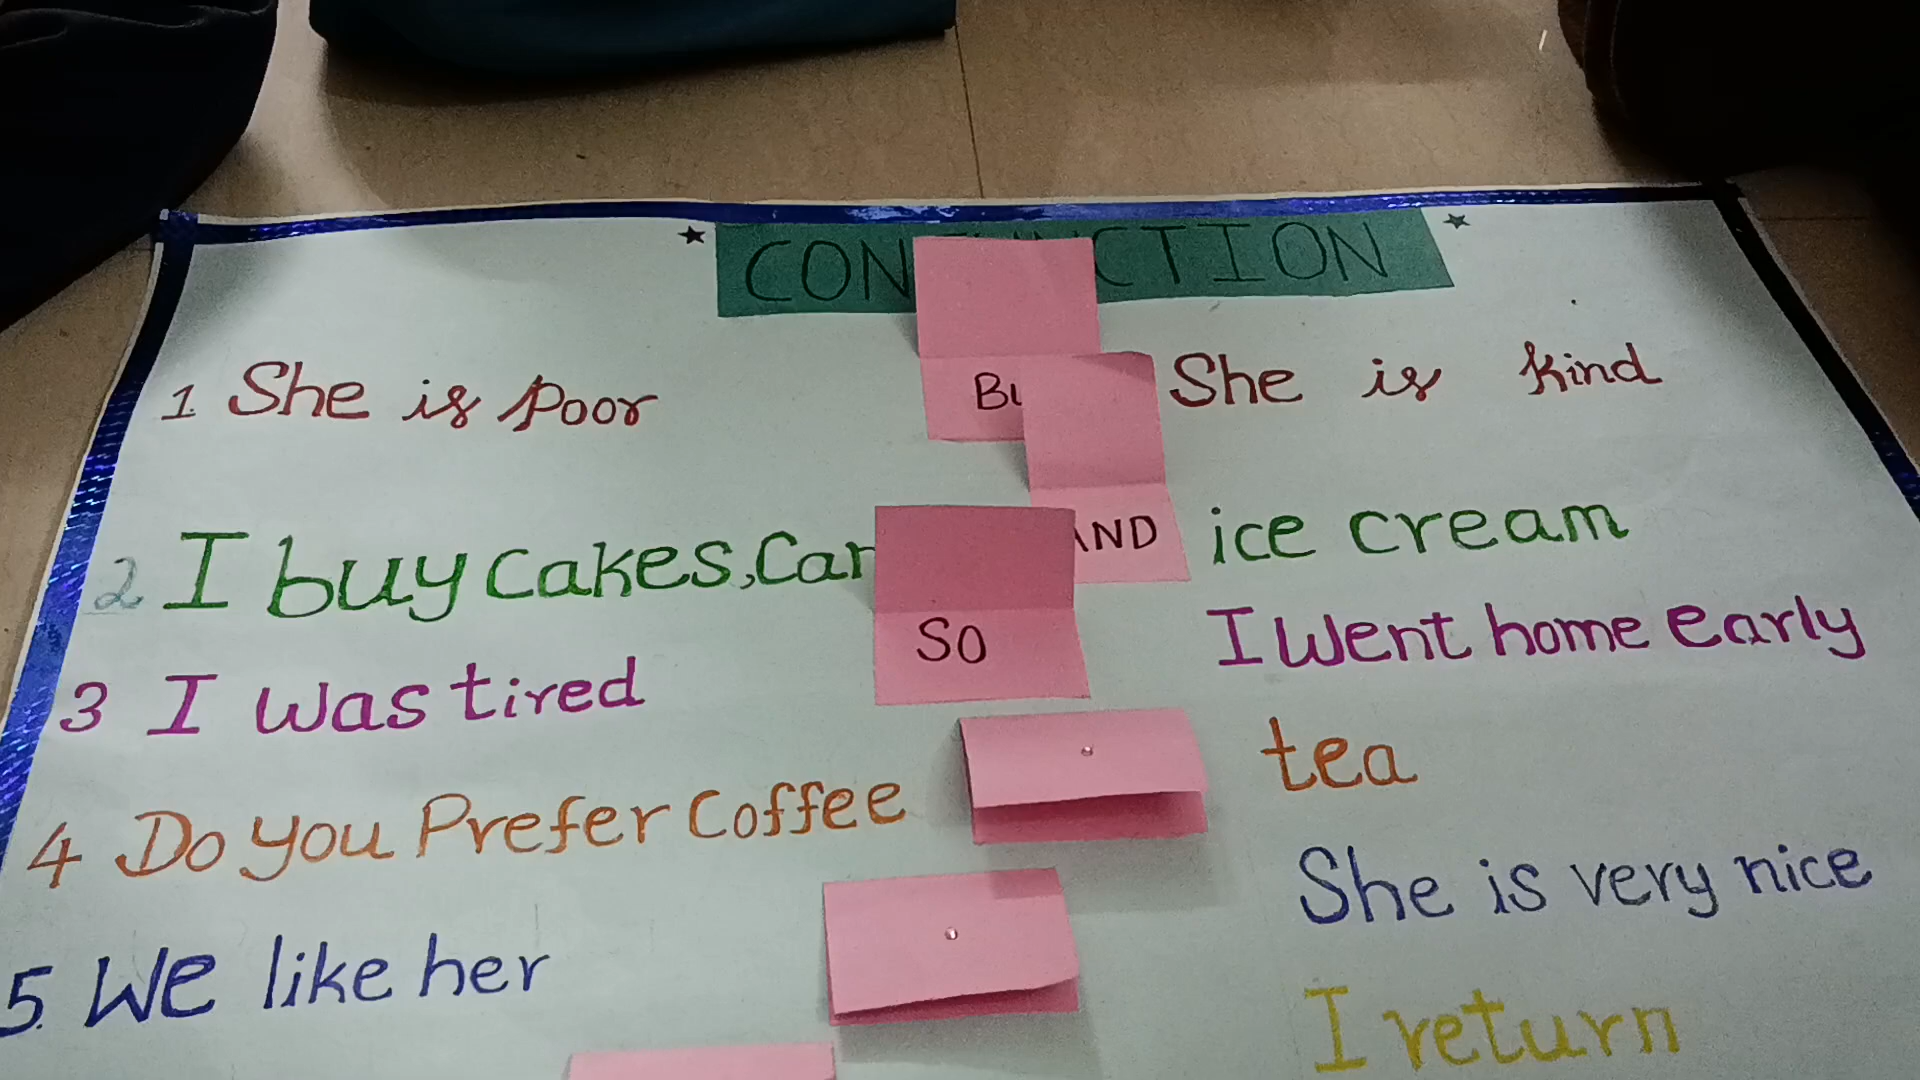 CON CTION
1. She is poor BU She is kind
2 I buy cakes, Car AND ice cream
3 I was tired SO I went home early
4 Do you Prefer Coffee tea
5. We like her She is very nice
I return